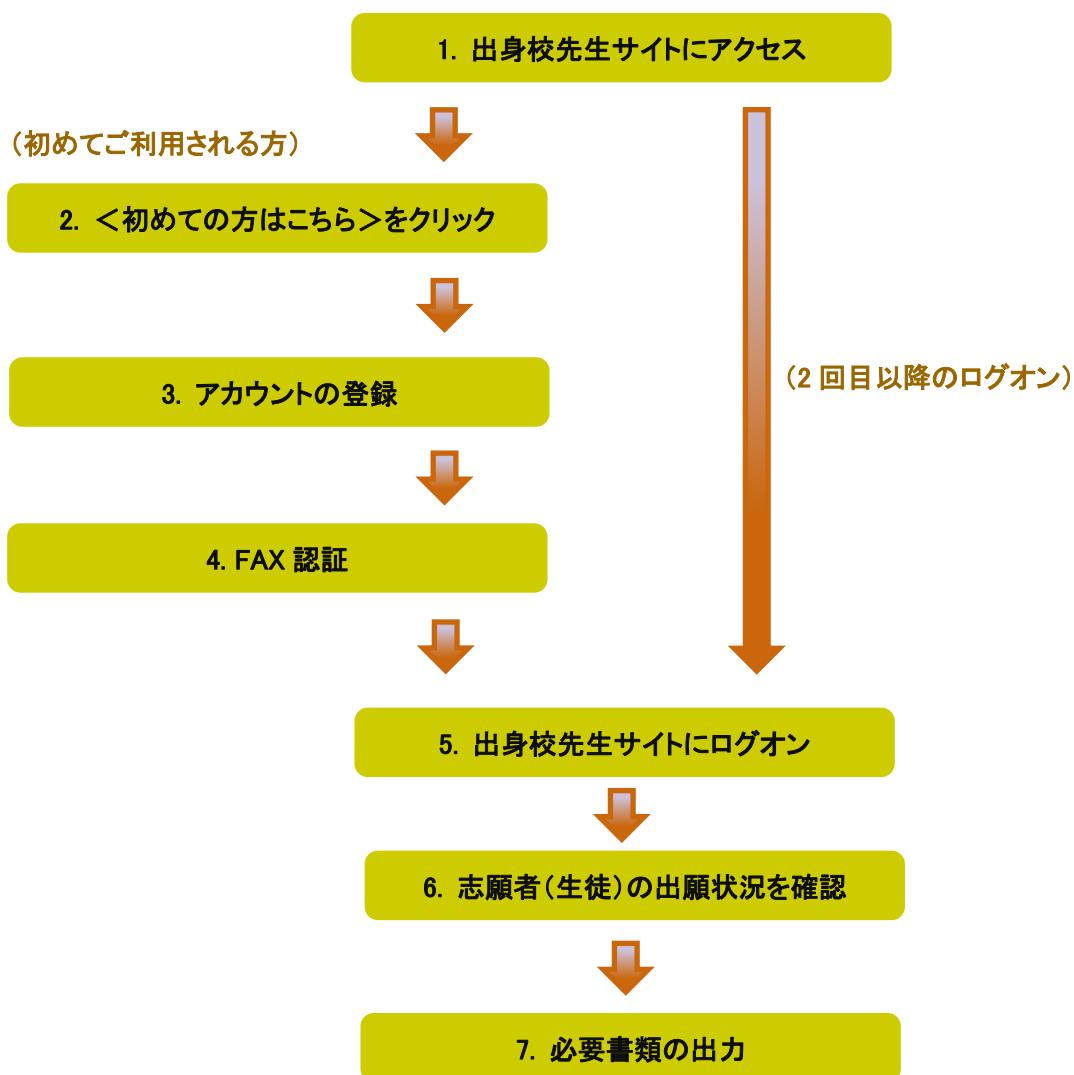 1. 出身校先生サイトにアクセス
（初めてご利用される方）
2. ＜初めての方はこちら＞をクリック
3. アカウントの登録
（2 回目以降のログオン）
4. FAX 認証
5. 出身校先生サイトにログオン
6. 志願者（生徒）の出願状況を確認
7. 必要書類の出力